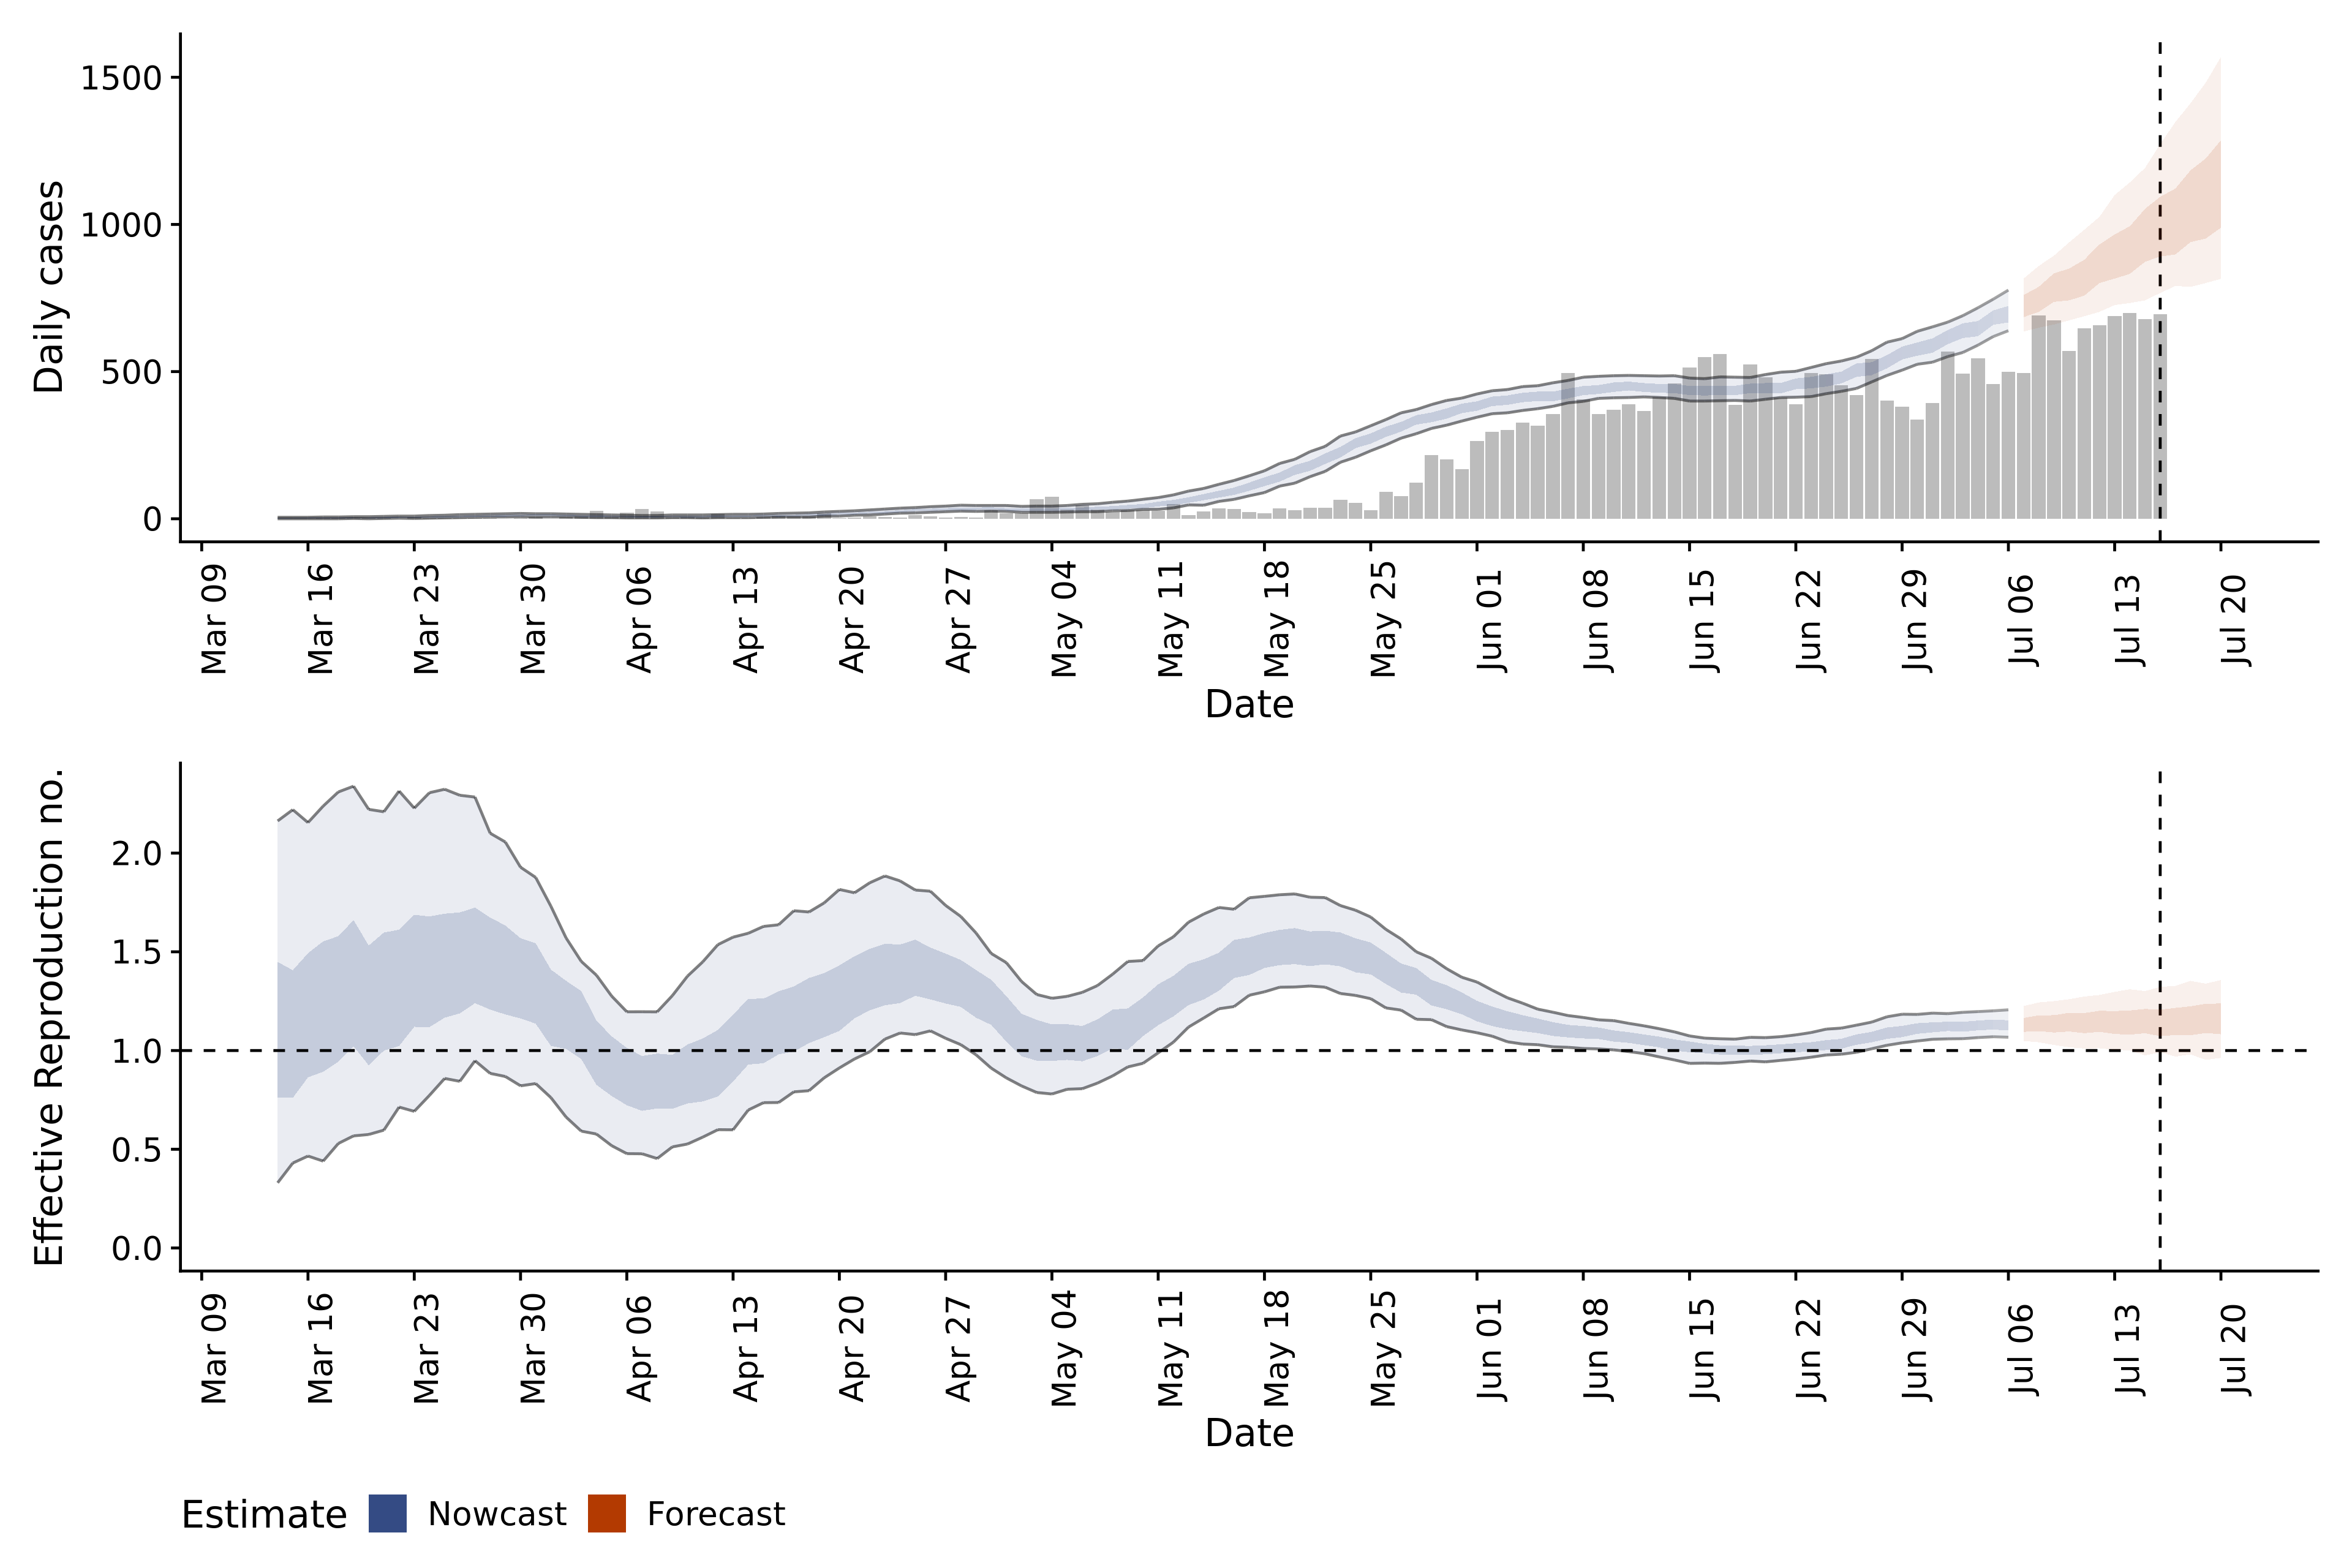 Daily cases
1500
1000
500
0
Mar 09
Mar 16
Mar 23
Mar 30
Apr 06
Apr 13
Apr 20
Apr 27
May 04
May 11
May 18
May 25
Jun 01
Jun 08
Jun 15
Jun 22
Jun 29
Jul 06
Jul 13
Jul 20
Date
Effective Reproduction no.
2.0
1.5
1.0
0.5
0.0
Mar 09
Mar 16
Mar 23
Mar 30
Apr 06
Apr 13
Apr 20
Apr 27
May 04
May 11
May 18
May 25
Jun 01
Jun 08
Jun 15
Jun 22
Jun 29
Jul 06
Jul 13
Jul 20
Date
Estimate Nowcast Forecast